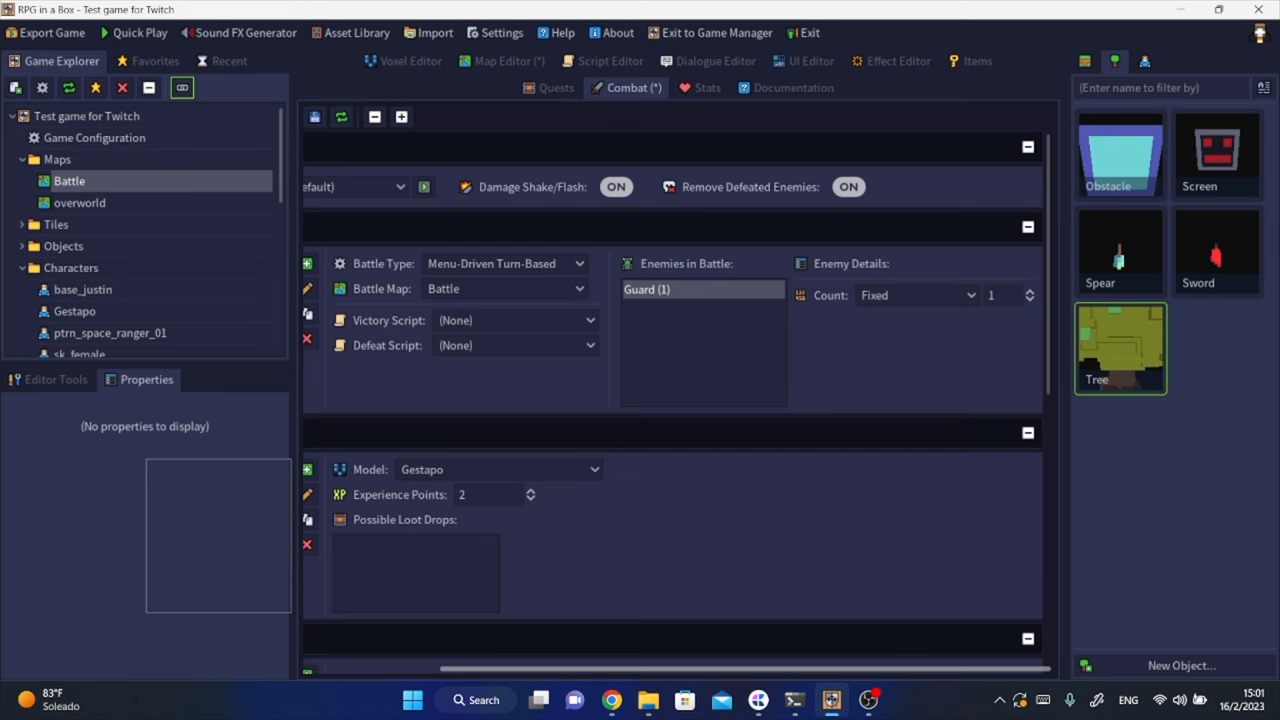 RPG in a Box - Test game for Twitch
Export Game Quick Play Sound FX Generator Asset Library Import Settings Help About Exit to Game Manager Exit
Game Explorer Favorites Recent Voxel Editor Map Editor (*) Script Editor Dialogue Editor UI Editor Effect Editor Items
Quests Combat (*) Stats Documentation
(Enter name to filter by)
Test game for Twitch
Game Configuration
Maps
Battle
overworld
Tiles
Objects
Characters
base_justin
Gestapo
ptrn_space_ranger_01
sk_female
Editor Tools Properties
(No properties to display)
efault) Damage Shake/Flash: ON Remove Defeated Enemies: ON
Battle Type: Menu-Driven Turn-Based
Battle Map: Battle
Victory Script: (None)
Defeat Script: (None)
Enemies in Battle:
Guard (1)
Enemy Details:
Count: Fixed 1
Model: Gestapo
XP Experience Points: 2
Possible Loot Drops:
Obstacle Screen
Spear Sword
Tree
New Object...
83°F
Soleado
Search
ENG
15:01
16/2/2023